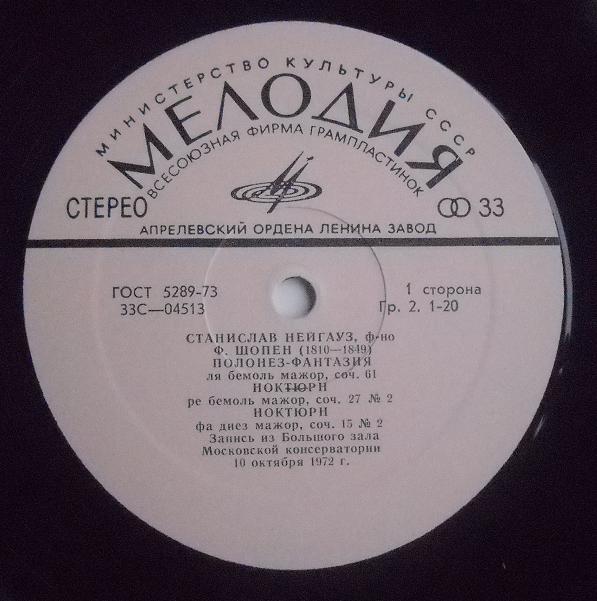 МИНИСТЕРСТВО КУЛЬТУРЫ СССР
МЕЛОДИЯ
ВСЕСОЮЗНАЯ ФИРМА ГРАМПЛАСТИНОК
СТЕРЕО
33
АПРЕЛЕВСКИЙ ОРДЕНА ЛЕНИНА ЗАВОД
ГОСТ 5289-73
33С—04513
1 сторона
Гр. 2. 1-20
СТАНИСЛАВ НЕЙГАУЗ, ф-но
Ф. ШОПЕН (1810—1849)
ПОЛОНЕЗ-ФАНТАЗИЯ
ля бемоль мажор, соч. 61
НОКТЮРН
ре бемоль мажор, соч. 27 № 2
НОКТЮРН
фа диез мажор, соч. 15 № 2
Запись из Большого зала
Московской консерватории
10 октября 1972 г.